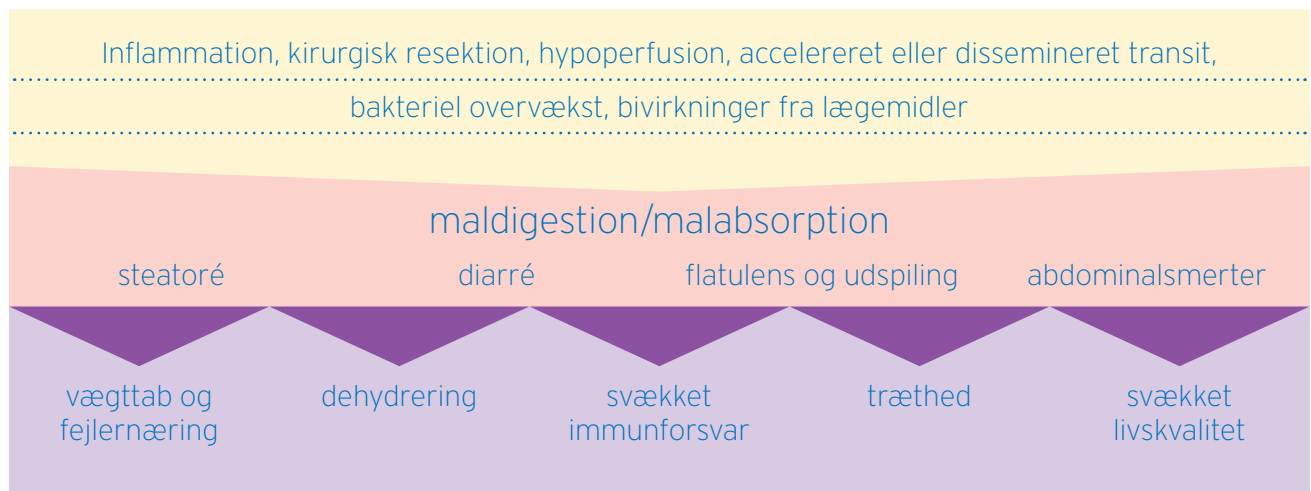 Inflammation, kirurgisk resektion, hypoperfusion, accelereret eller dissemineret transit,
bakteriel overvækst, bivirkninger fra lægemidler
maldigestion/malabsorption
steatoré diarré flatulens og udspiling abdominalsmerter
vægttab og
fejlernæring
dehydrering
svækket
immunforsvar
træthed
svækket
livskvalitet